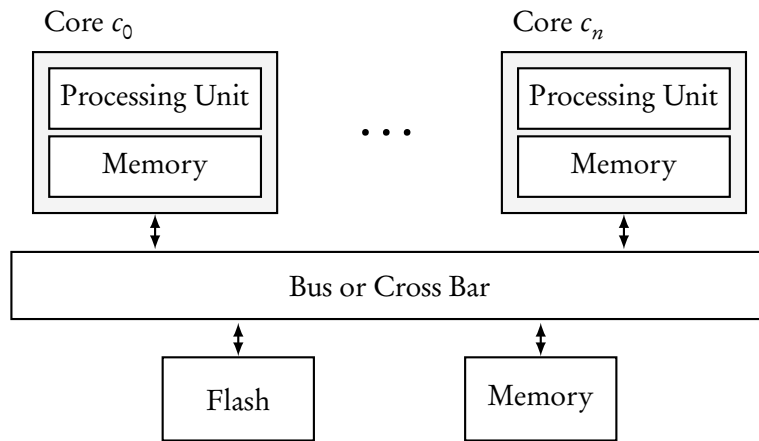 Core c₀
Core cₙ
Processing Unit
Memory
. . .
Processing Unit
Memory
Bus or Cross Bar
Flash
Memory